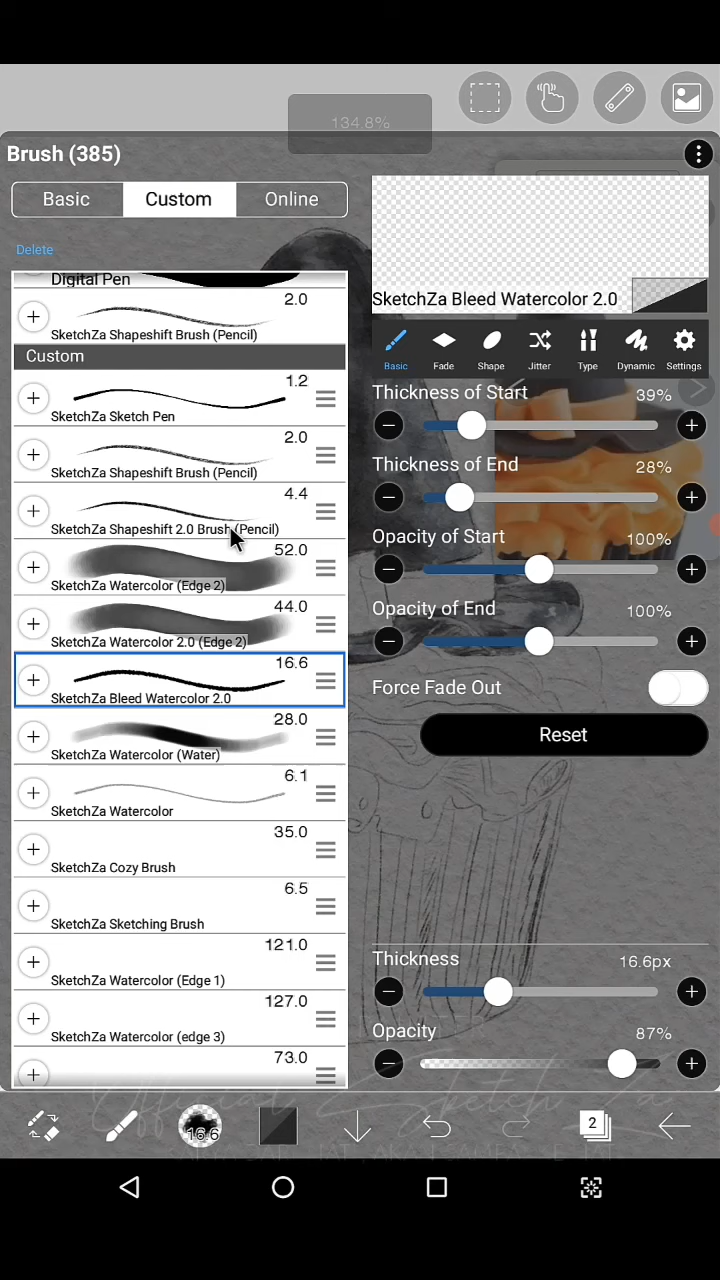 134.8%
Brush (385)
Basic
Custom
Online
Delete
Digital Pen
2.0
SketchZa Shapeshift Brush (Pencil)
Custom
1.2
SketchZa Sketch Pen
2.0
SketchZa Shapeshift Brush (Pencil)
4.4
SketchZa Shapeshift 2.0 Brush (Pencil)
52.0
SketchZa Watercolor (Edge 2)
44.0
SketchZa Watercolor 2.0 (Edge 2)
16.6
SketchZa Bleed Watercolor 2.0
28.0
SketchZa Watercolor (Water)
6.1
SketchZa Watercolor
35.0
SketchZa Cozy Brush
6.5
SketchZa Sketching Brush
121.0
SketchZa Watercolor (Edge 1)
127.0
SketchZa Watercolor (edge 3)
73.0
SketchZa Bleed Watercolor 2.0
Basic
Fade
Shape
Jitter
Type
Dynamic
Settings
Thickness of Start 39%
Thickness of End 28%
Opacity of Start 100%
Opacity of End 100%
Force Fade Out
Reset
Thickness 16.6px
Opacity 87%
Official Sketch Za
16.6
2